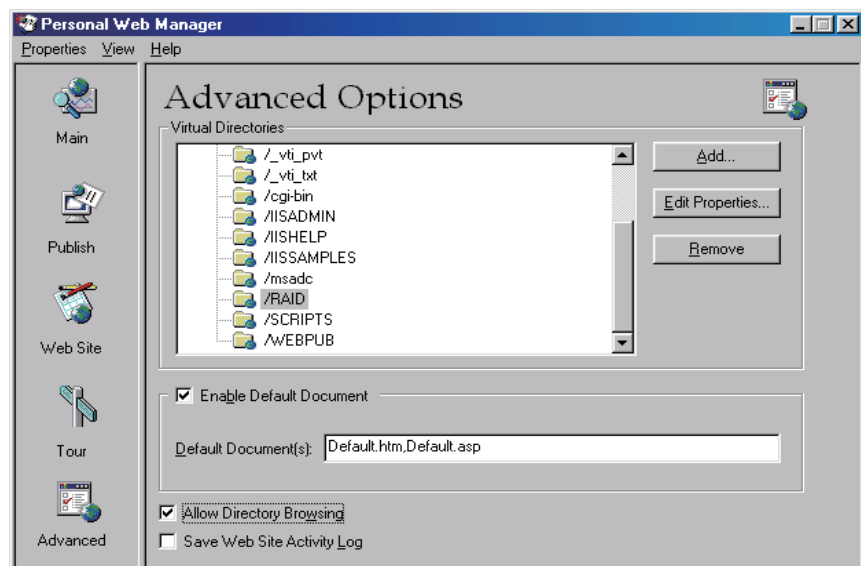 Personal Web Manager
Properties View Help
Main
Publish
Web Site
Tour
Advanced
Advanced Options
Virtual Directories
/_vti_pvt
/_vti_txt
/cgi-bin
/IISADMIN
/IISHELP
/IISSAMPLES
/msadc
/RAID
/SCRIPTS
/WEBPUB
Add...
Edit Properties...
Remove
Enable Default Document
Default Document(s): Default.htm,Default.asp
Allow Directory Browsing
Save Web Site Activity Log